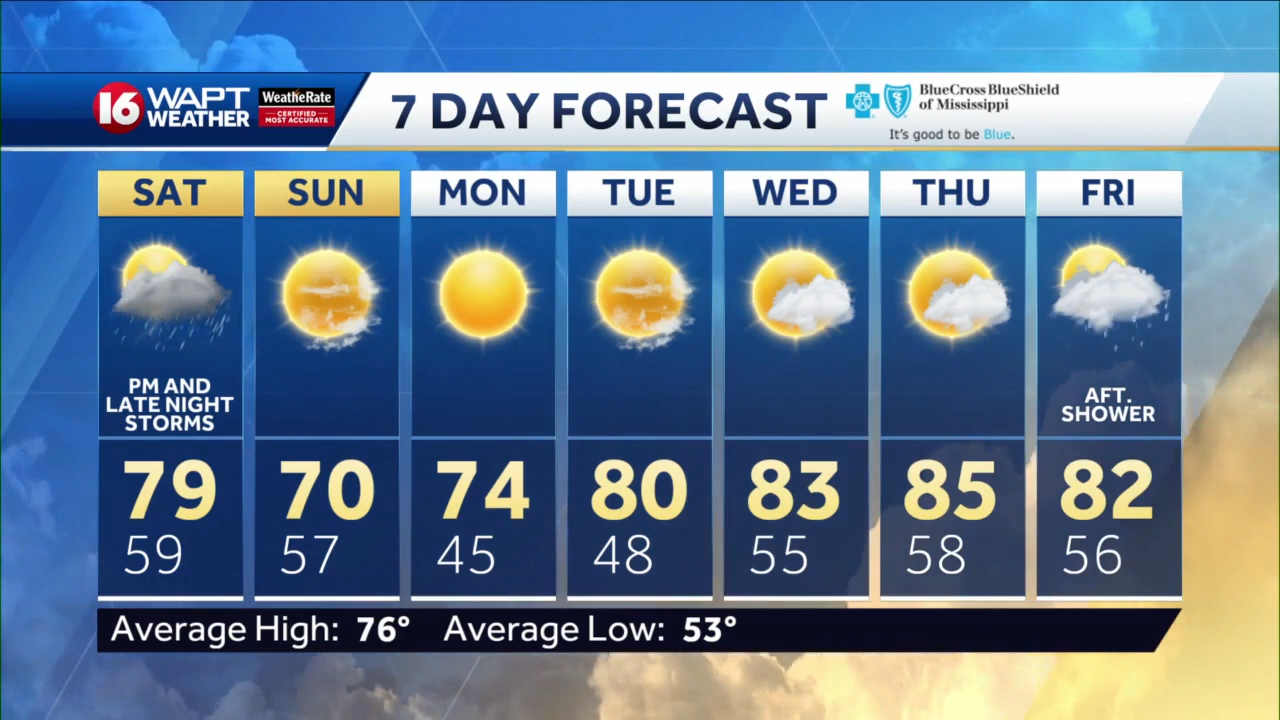 16 WAPT WEATHER
WeatheRate
CERTIFIED
MOST ACCURATE
7 DAY FORECAST
BlueCross BlueShield
of Mississippi
It's good to be Blue.
SAT SUN MON TUE WED THU FRI
PM AND
LATE NIGHT
STORMS
AFT.
SHOWER
79 70 74 80 83 85 82
59 57 45 48 55 58 56
Average High: 76° Average Low: 53°